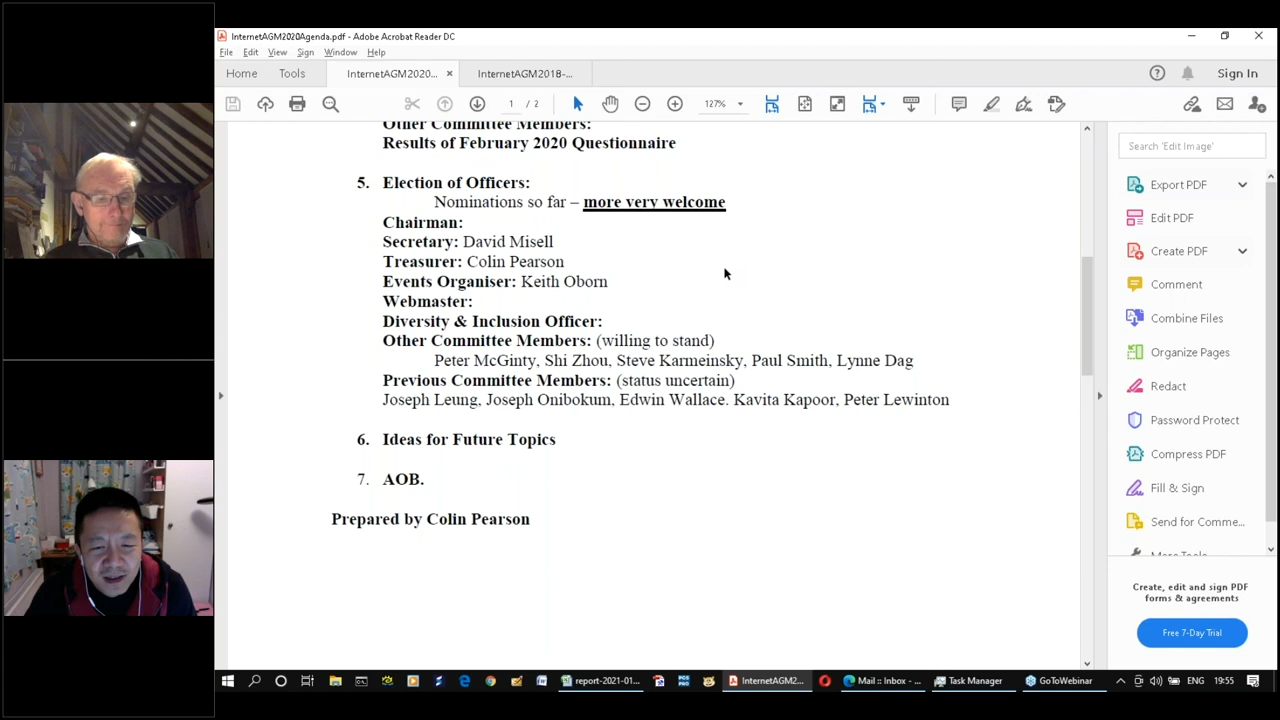 InternetAGM2020Agenda.pdf - Adobe Acrobat Reader DC
File Edit View Sign Window Help
Home Tools InternetAGM2020... × InternetAGM2018-... Sign In
1 / 2 127%
Other Committee Members:
Results of February 2020 Questionnaire
5. Election of Officers:
Nominations so far – more very welcome
Chairman:
Secretary: David Misell
Treasurer: Colin Pearson
Events Organiser: Keith Oborn
Webmaster:
Diversity & Inclusion Officer:
Other Committee Members: (willing to stand)
Peter McGinty, Shi Zhou, Steve Karmeinsky, Paul Smith, Lynne Dag
Previous Committee Members: (status uncertain)
Joseph Leung, Joseph Onibokum, Edwin Wallace. Kavita Kapoor, Peter Lewinton
6. Ideas for Future Topics
7. AOB.
Prepared by Colin Pearson
Search 'Edit Image'
Export PDF
Edit PDF
Create PDF
Comment
Combine Files
Organize Pages
Redact
Password Protect
Compress PDF
Fill & Sign
Send for Comme...
More Tools
Create, edit and sign PDF
forms & agreements
Free 7-Day Trial
report-2021-01... InternetAGM2... Mail :: Inbox - ... Task Manager GoToWebinar ENG 19:55